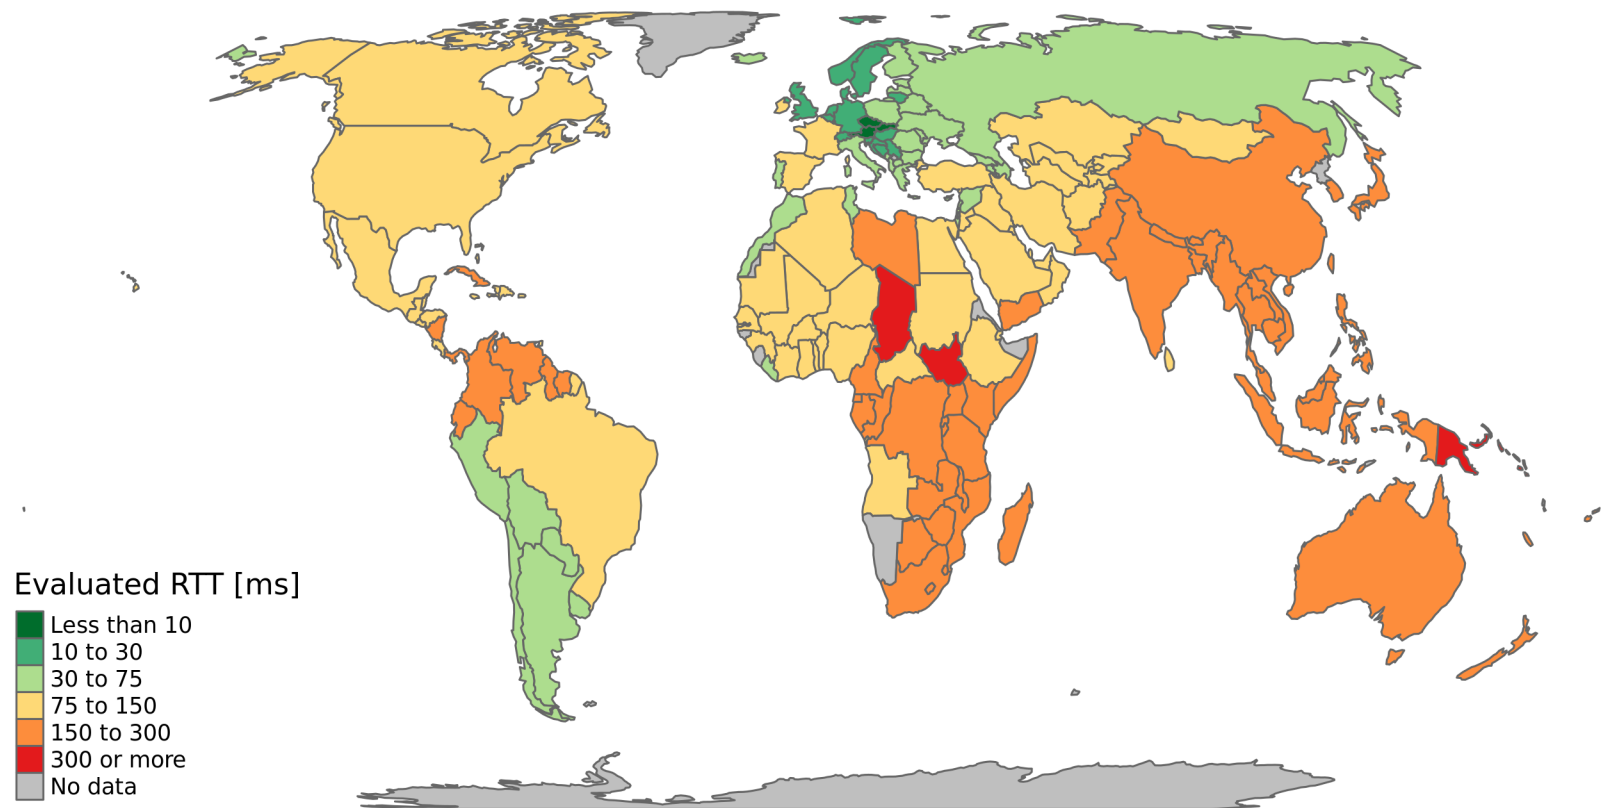 Evaluated RTT [ms]
Less than 10
10 to 30
30 to 75
75 to 150
150 to 300
300 or more
No data